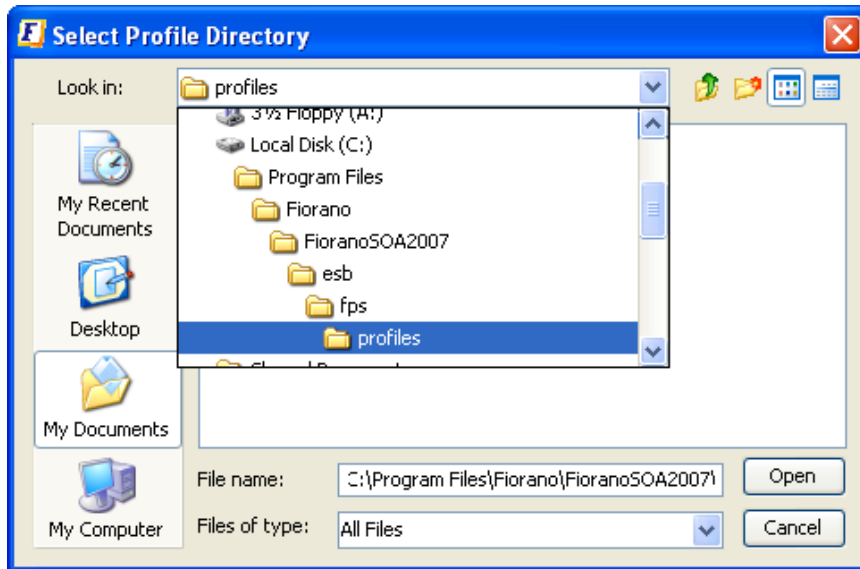 Select Profile Directory
Look in:
profiles
3½ Floppy (A:)
Local Disk (C:)
Program Files
Fiorano
FioranoSOA2007
esb
fps
profiles
My Recent
Documents
Desktop
My Documents
My Computer
File name:
C:\Program Files\Fiorano\FioranoSOA2007\
Open
Files of type:
All Files
Cancel